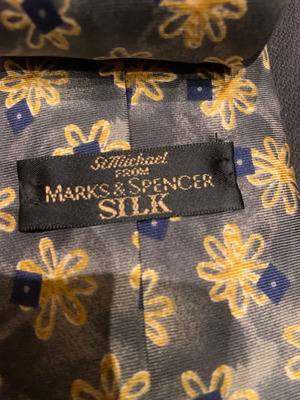 St Michael
FROM
MARKS & SPENCER
SILK